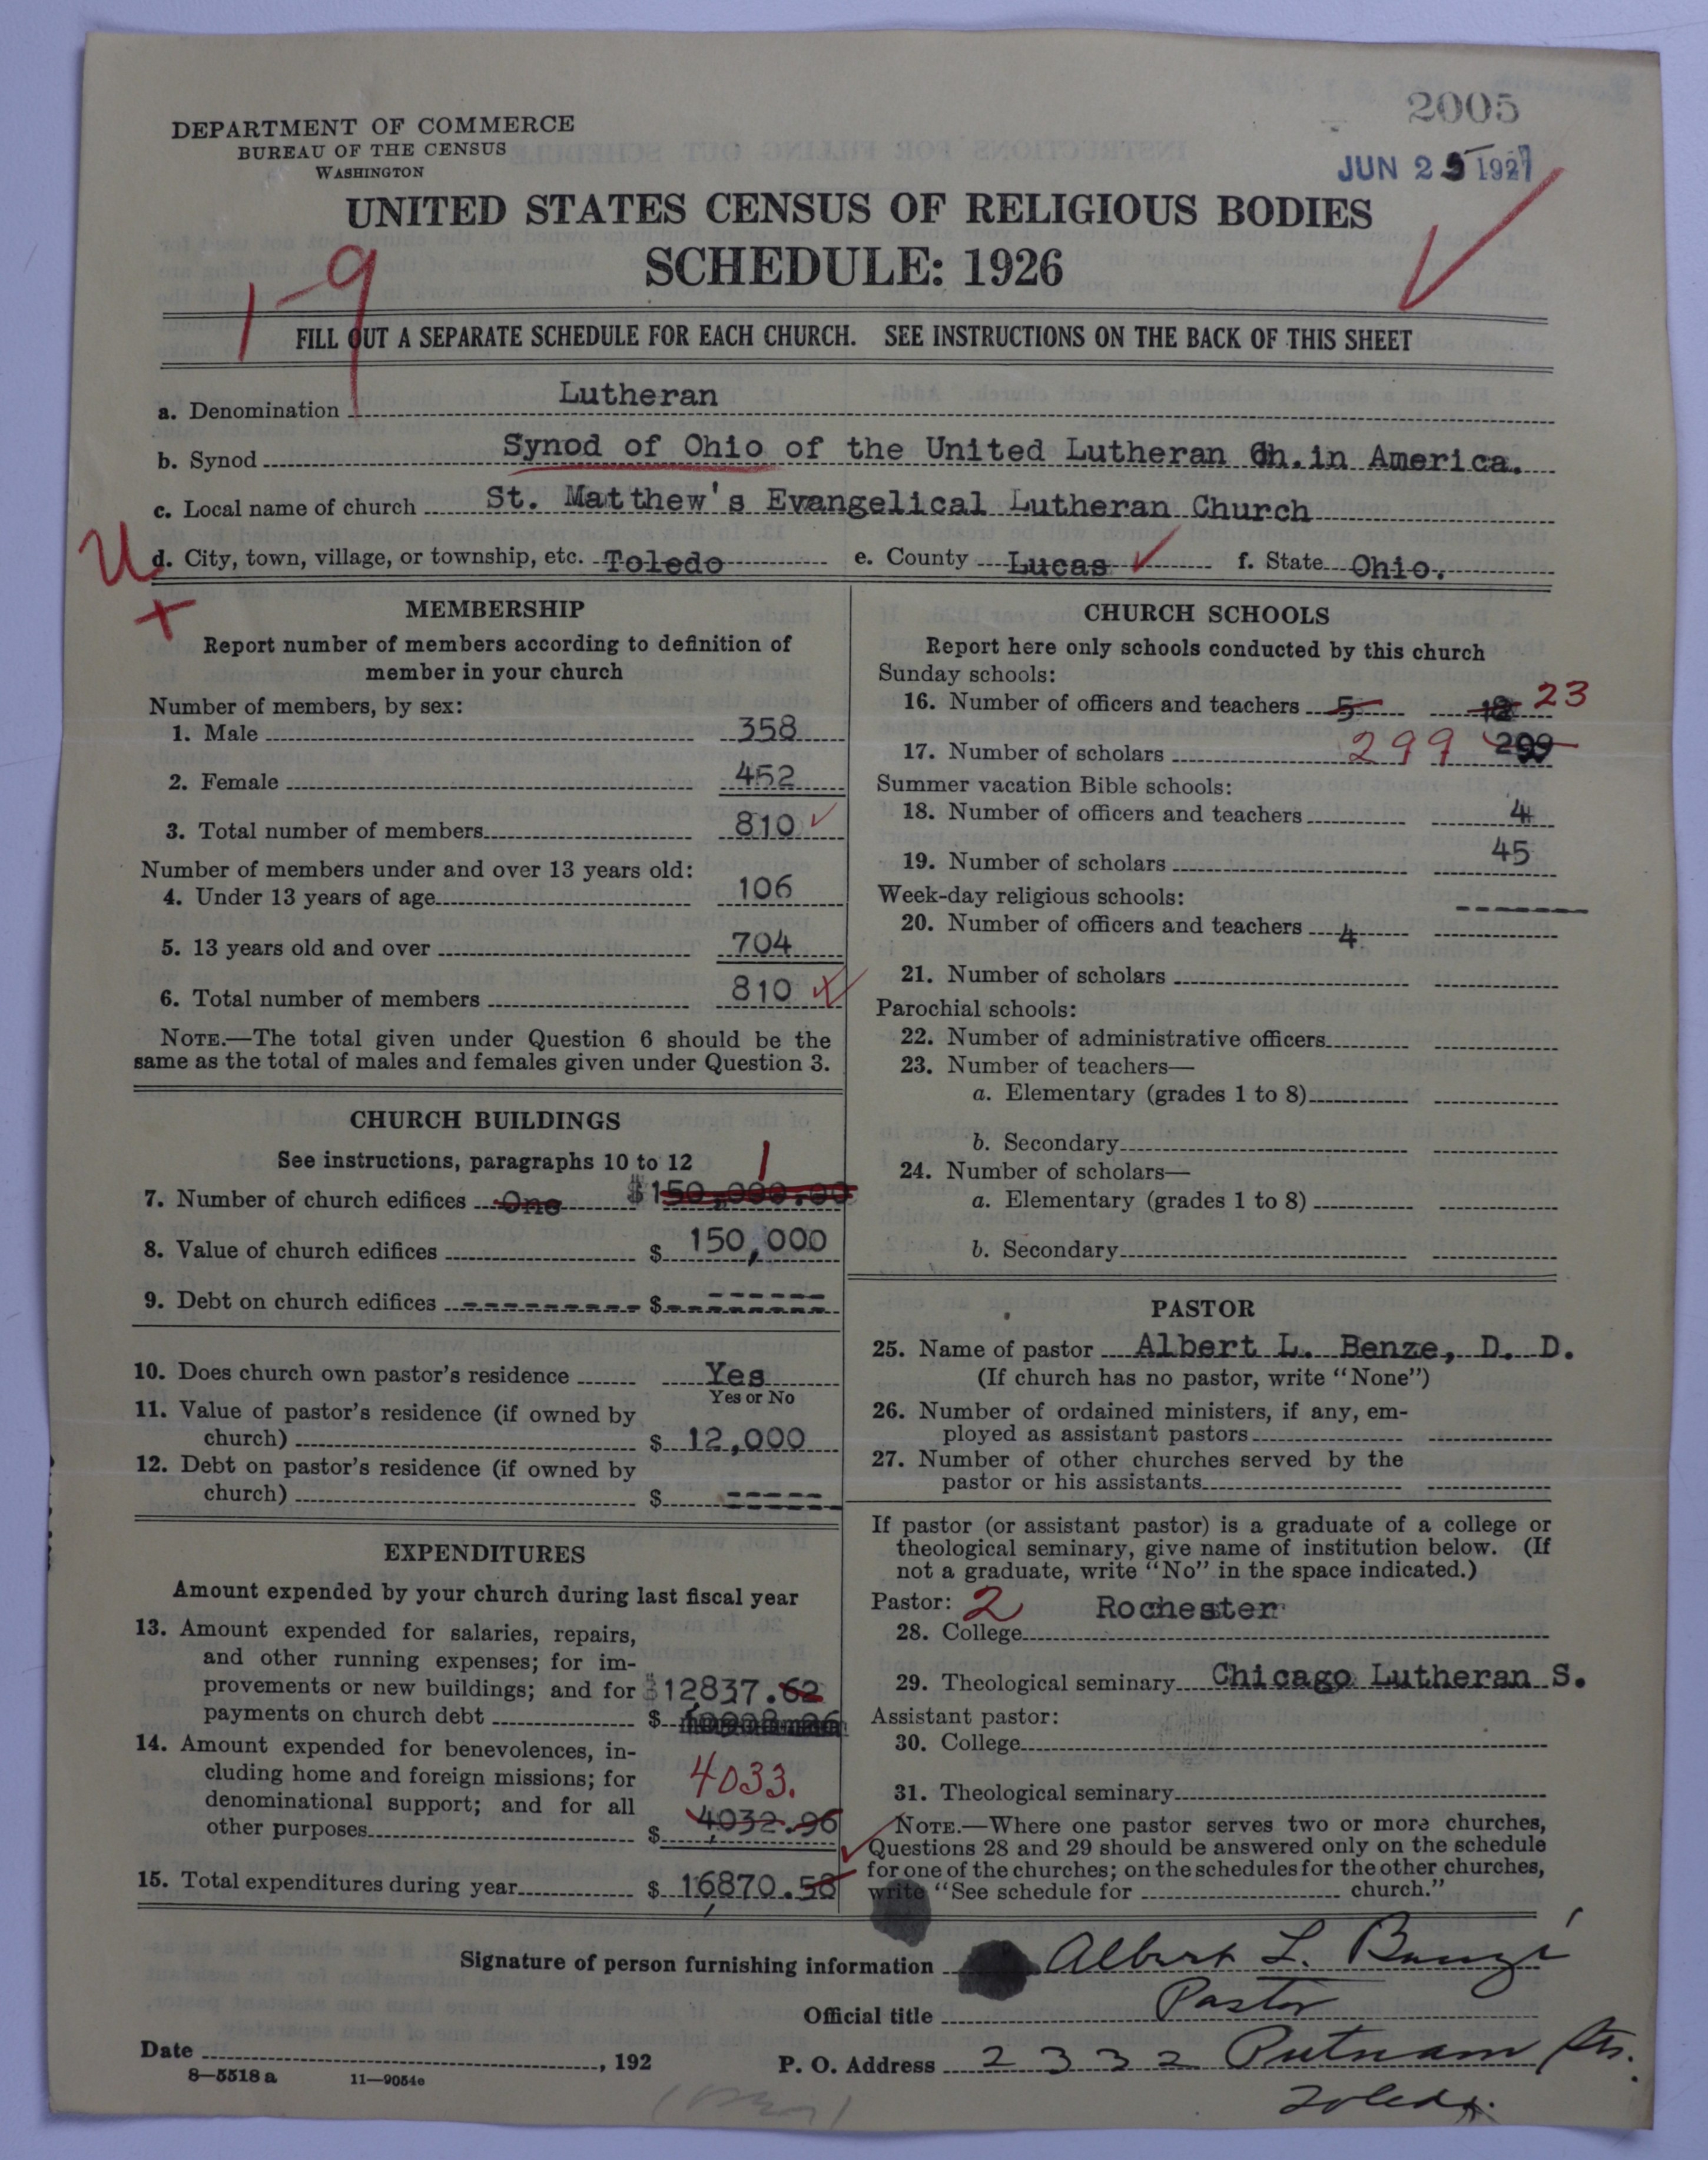 2005
DEPARTMENT OF COMMERCE
BUREAU OF THE CENSUS
WASHINGTON
JUN 25 1927
UNITED STATES CENSUS OF RELIGIOUS BODIES
SCHEDULE: 1926
1-9
FILL OUT A SEPARATE SCHEDULE FOR EACH CHURCH. SEE INSTRUCTIONS ON THE BACK OF THIS SHEET
a. Denomination Lutheran
b. Synod Synod of Ohio of the United Lutheran Ch. in America.
c. Local name of church St. Matthew's Evangelical Lutheran Church
U d. City, town, village, or township, etc. Toledo e. County Lucas f. State Ohio.
MEMBERSHIP
Report number of members according to definition of
member in your church
Number of members, by sex:
1. Male 358
2. Female 452
3. Total number of members 810
Number of members under and over 13 years old:
4. Under 13 years of age 106
5. 13 years old and over 704
6. Total number of members 810
NOTE.—The total given under Question 6 should be the
same as the total of males and females given under Question 3.
CHURCH BUILDINGS
See instructions, paragraphs 10 to 12
1
7. Number of church edifices One $150,000.00
8. Value of church edifices $ 150,000
9. Debt on church edifices ---------- $ ------
10. Does church own pastor's residence Yes
Yes or No
11. Value of pastor's residence (if owned by
church) $ 12,000
12. Debt on pastor's residence (if owned by
church) $ -----
EXPENDITURES
Amount expended by your church during last fiscal year
13. Amount expended for salaries, repairs,
and other running expenses; for im-
provements or new buildings; and for $12837.62
payments on church debt $
14. Amount expended for benevolences, in-
cluding home and foreign missions; for 4033.
denominational support; and for all
other purposes $ 4032.96
15. Total expenditures during year $ 16870.58
CHURCH SCHOOLS
Report here only schools conducted by this church
Sunday schools:
16. Number of officers and teachers 5 18 23
17. Number of scholars 299 299
Summer vacation Bible schools:
18. Number of officers and teachers 4
19. Number of scholars 45
Week-day religious schools: -------
20. Number of officers and teachers 4
21. Number of scholars
Parochial schools:
22. Number of administrative officers
23. Number of teachers—
a. Elementary (grades 1 to 8)
b. Secondary
24. Number of scholars—
a. Elementary (grades 1 to 8)
b. Secondary
PASTOR
25. Name of pastor Albert L. Benze, D. D.
(If church has no pastor, write "None")
26. Number of ordained ministers, if any, em-
ployed as assistant pastors
27. Number of other churches served by the
pastor or his assistants
If pastor (or assistant pastor) is a graduate of a college or
theological seminary, give name of institution below. (If
not a graduate, write "No" in the space indicated.)
Pastor: 2 Rochester
28. College
29. Theological seminary Chicago Lutheran S.
Assistant pastor:
30. College
31. Theological seminary
NOTE.—Where one pastor serves two or more churches,
Questions 28 and 29 should be answered only on the schedule
for one of the churches; on the schedules for the other churches,
write "See schedule for church."
Signature of person furnishing information Albert L. Benze
Official title Pastor
Date , 192
P. O. Address 2332 Putnam St.
8—5518 a 11—9054e
Toledo.